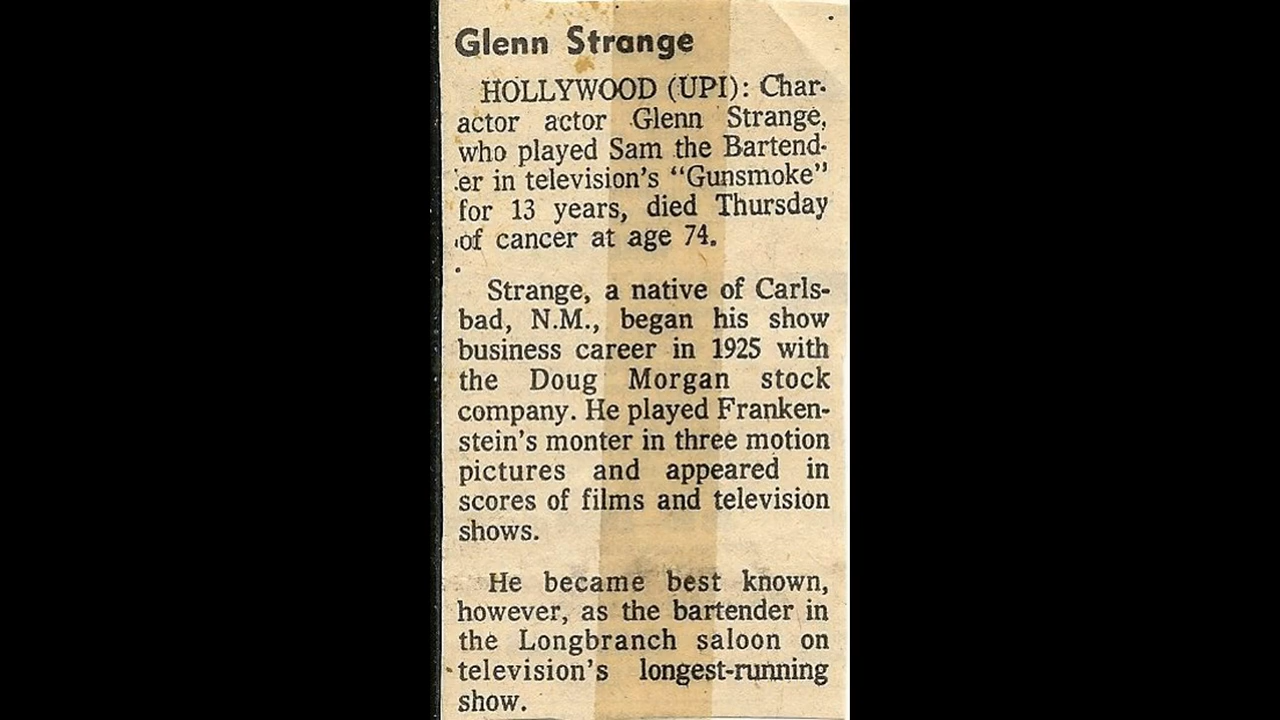 Glenn Strange
HOLLYWOOD (UPI): Char-
actor actor Glenn Strange,
who played Sam the Bartend-
er in television's "Gunsmoke"
for 13 years, died Thursday
of cancer at age 74.
Strange, a native of Carls-
bad, N.M., began his show
business career in 1925 with
the Doug Morgan stock
company. He played Franken-
stein's monter in three motion
pictures and appeared in
scores of films and television
shows.
He became best known,
however, as the bartender in
the Longbranch saloon on
television's longest-running
show.